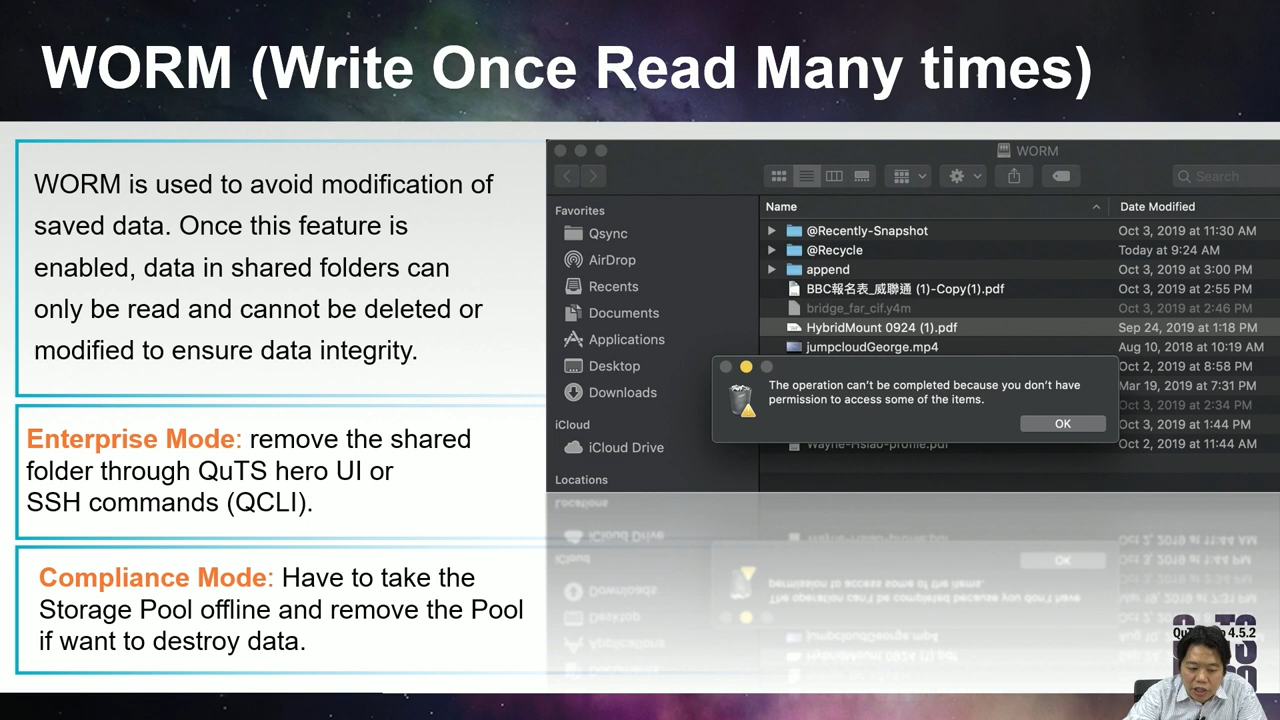 WORM (Write Once Read Many times)
WORM is used to avoid modification of
saved data. Once this feature is
enabled, data in shared folders can
only be read and cannot be deleted or
modified to ensure data integrity.
Enterprise Mode: remove the shared
folder through QuTS hero UI or
SSH commands (QCLI).
Compliance Mode: Have to take the
Storage Pool offline and remove the Pool
if want to destroy data.
WORM
Search
Favorites
Qsync
AirDrop
Recents
Documents
Applications
Desktop
Downloads
iCloud
iCloud Drive
Locations
Name Date Modified
@Recently-Snapshot Oct 3, 2019 at 11:30 AM
@Recycle Today at 9:24 AM
append Oct 3, 2019 at 3:00 PM
BBC報名表_威聯通 (1)-Copy(1).pdf Oct 3, 2019 at 2:55 PM
bridge_far_cif.y4m Oct 3, 2019 at 2:46 PM
HybridMount 0924 (1).pdf Sep 24, 2019 at 1:18 PM
jumpcloudGeorge.mp4 Aug 10, 2018 at 10:19 AM
Oct 2, 2019 at 8:58 PM
Mar 19, 2019 at 7:31 PM
Oct 3, 2019 at 2:34 PM
Oct 3, 2019 at 1:44 PM
Wayne-Hsiao-profile.pdf Oct 2, 2019 at 11:44 AM
The operation can't be completed because you don't have
permission to access some of the items.
OK
4.5.2